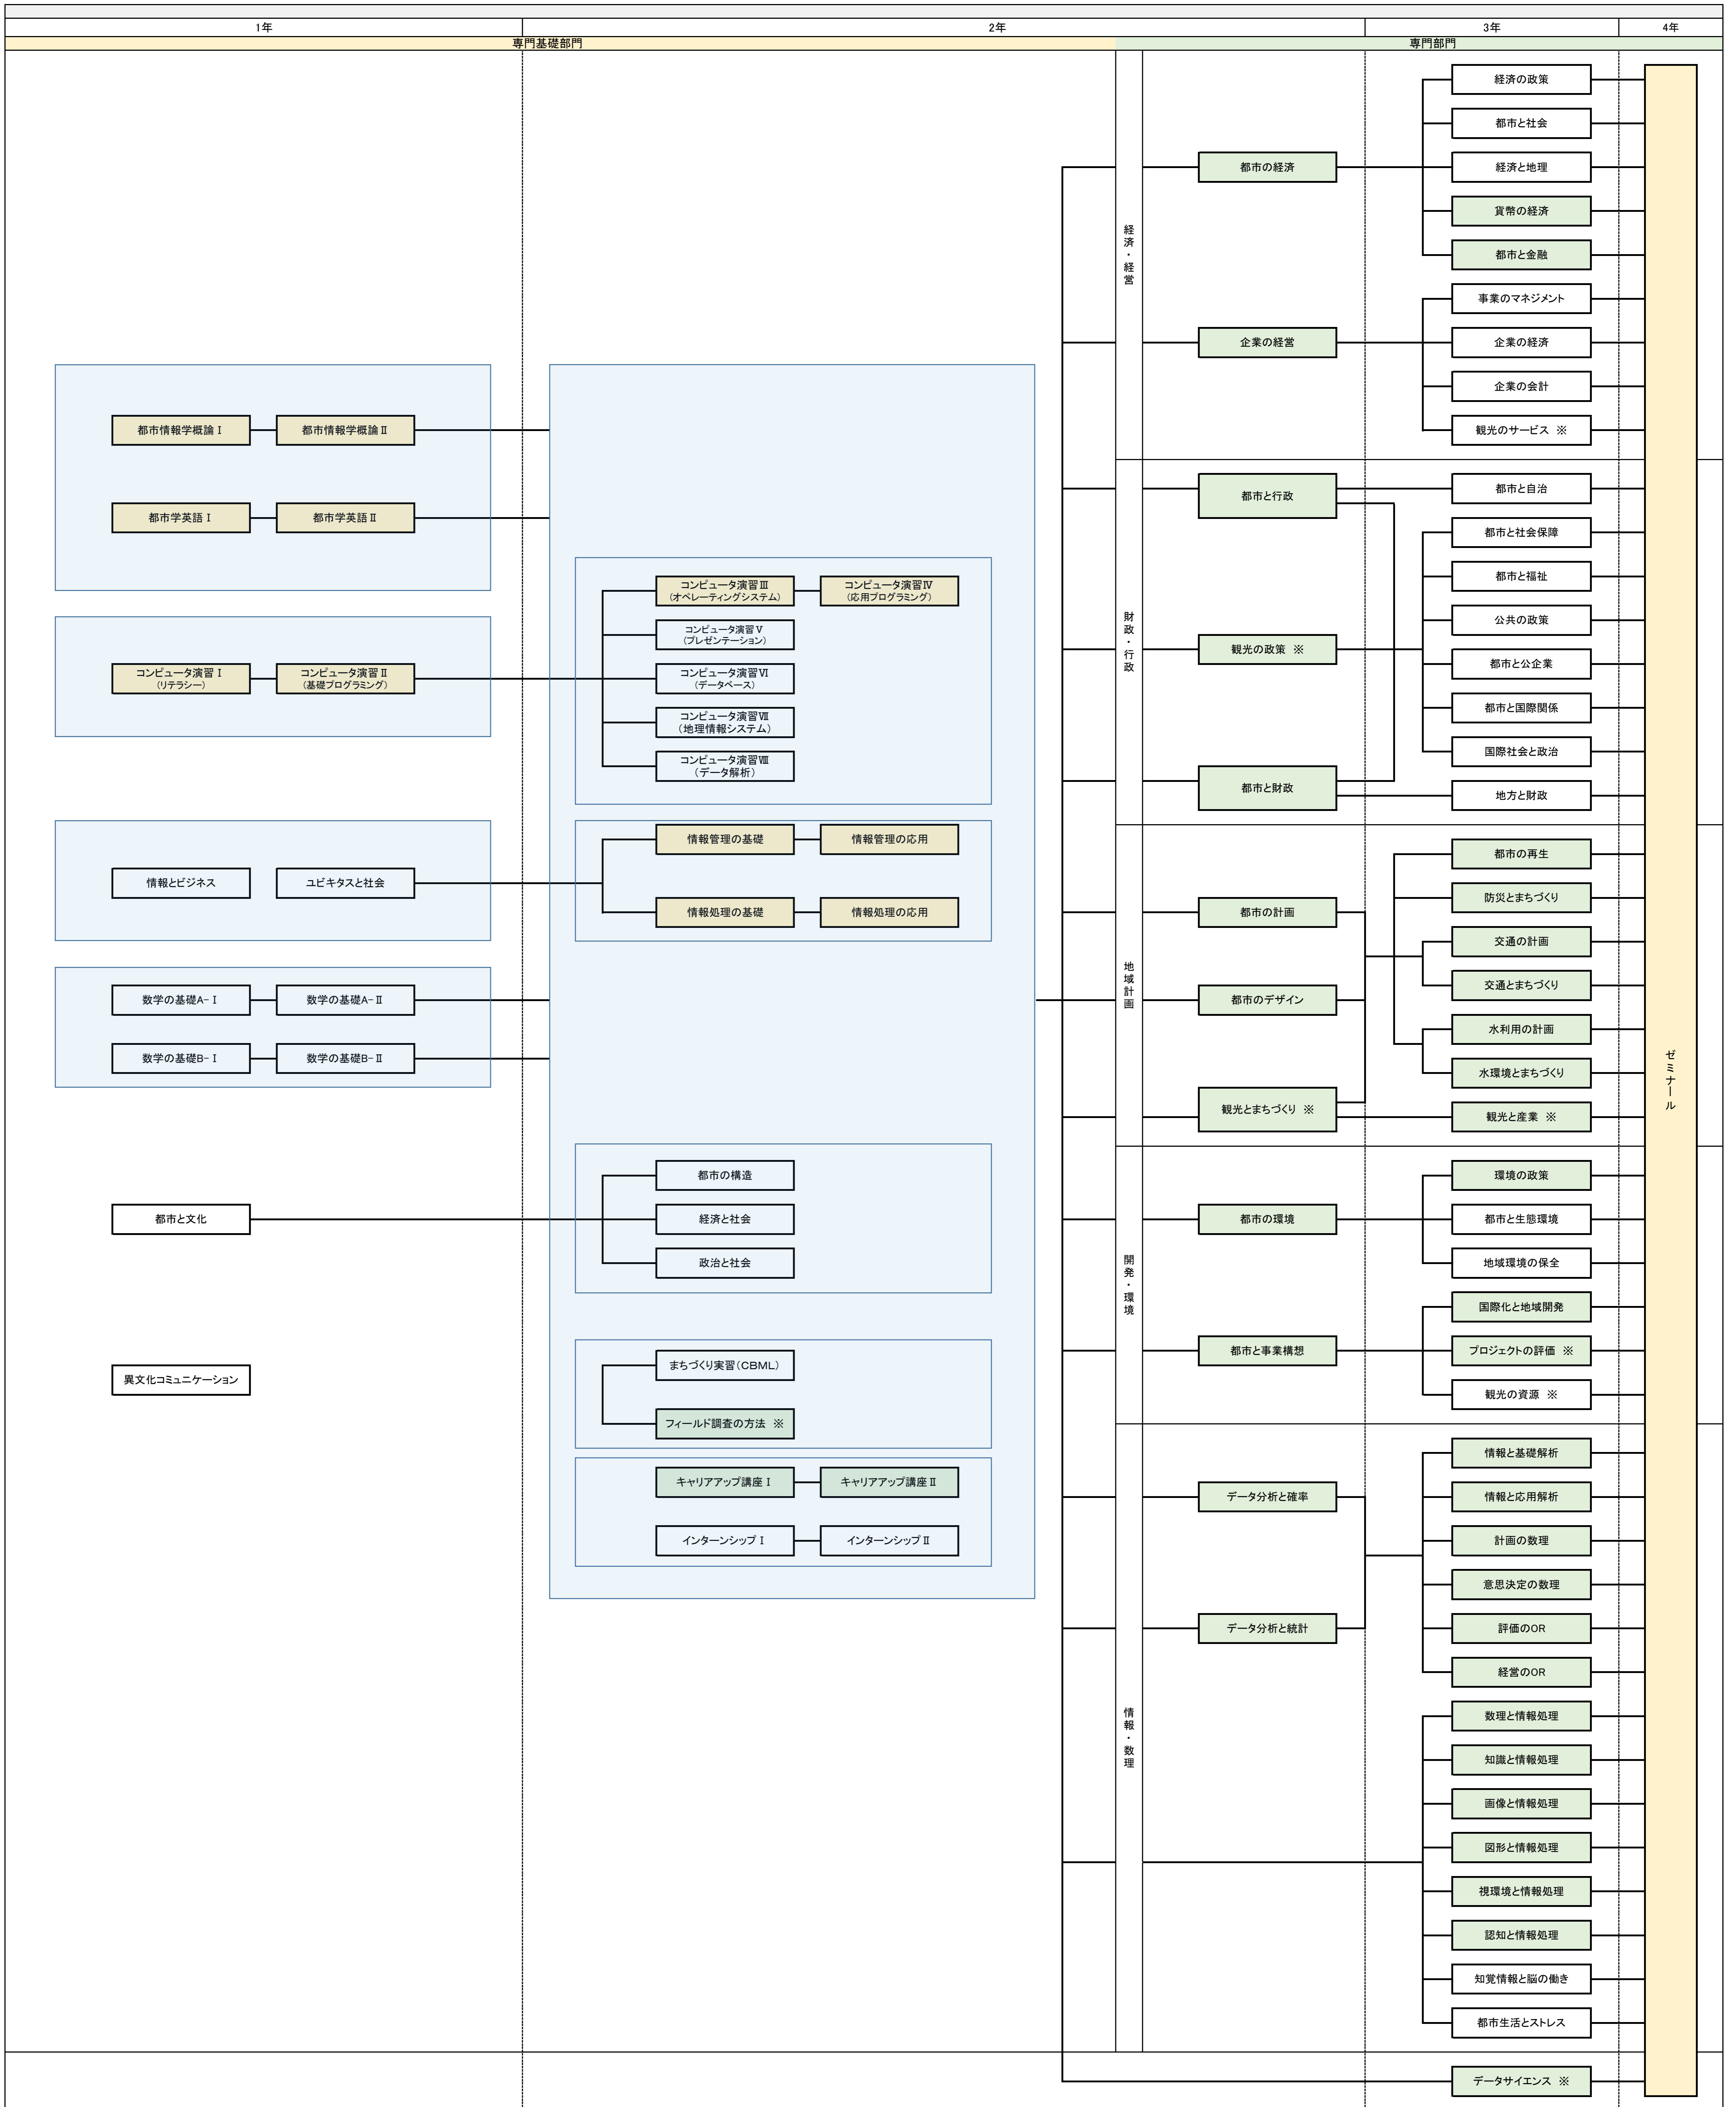 1年
2年
3年
4年
専門基礎部門
専門部門
都市情報学概論Ⅰ
都市情報学概論Ⅱ
都市学英語Ⅰ
都市学英語Ⅱ
コンピュータ演習Ⅰ
(リテラシー)
コンピュータ演習Ⅱ
(基礎プログラミング)
情報とビジネス
ユビキタスと社会
数学の基礎A-Ⅰ
数学の基礎A-Ⅱ
数学の基礎B-Ⅰ
数学の基礎B-Ⅱ
都市と文化
異文化コミュニケーション
コンピュータ演習Ⅲ
(オペレーティングシステム)
コンピュータ演習Ⅳ
(応用プログラミング)
コンピュータ演習Ⅴ
(プレゼンテーション)
コンピュータ演習Ⅵ
(データベース)
コンピュータ演習Ⅶ
(地理情報システム)
コンピュータ演習Ⅷ
(データ解析)
情報管理の基礎
情報管理の応用
情報処理の基礎
情報処理の応用
都市の構造
経済と社会
政治と社会
まちづくり実習(CBML)
フィールド調査の方法 ※
キャリアアップ講座Ⅰ
キャリアアップ講座Ⅱ
インターンシップⅠ
インターンシップⅡ
経済・経営
都市の経済
企業の経営
経済の政策
都市と社会
経済と地理
貨幣の経済
都市と金融
事業のマネジメント
企業の経済
企業の会計
観光のサービス ※
財政・行政
都市と行政
観光の政策 ※
都市と財政
都市と自治
都市と社会保障
都市と福祉
公共の政策
都市と公企業
都市と国際関係
国際社会と政治
地方と財政
地域計画
都市の計画
都市のデザイン
観光とまちづくり ※
都市の再生
防災とまちづくり
交通の計画
交通とまちづくり
水利用の計画
水環境とまちづくり
観光と産業 ※
開発・環境
都市の環境
都市と事業構想
環境の政策
都市と生態環境
地域環境の保全
国際化と地域開発
プロジェクトの評価 ※
観光の資源 ※
情報・数理
データ分析と確率
データ分析と統計
情報と基礎解析
情報と応用解析
計画の数理
意思決定の数理
評価のOR
経営のOR
数理と情報処理
知識と情報処理
画像と情報処理
図形と情報処理
視環境と情報処理
認知と情報処理
知覚情報と脳の働き
都市生活とストレス
データサイエンス ※
ゼミナール